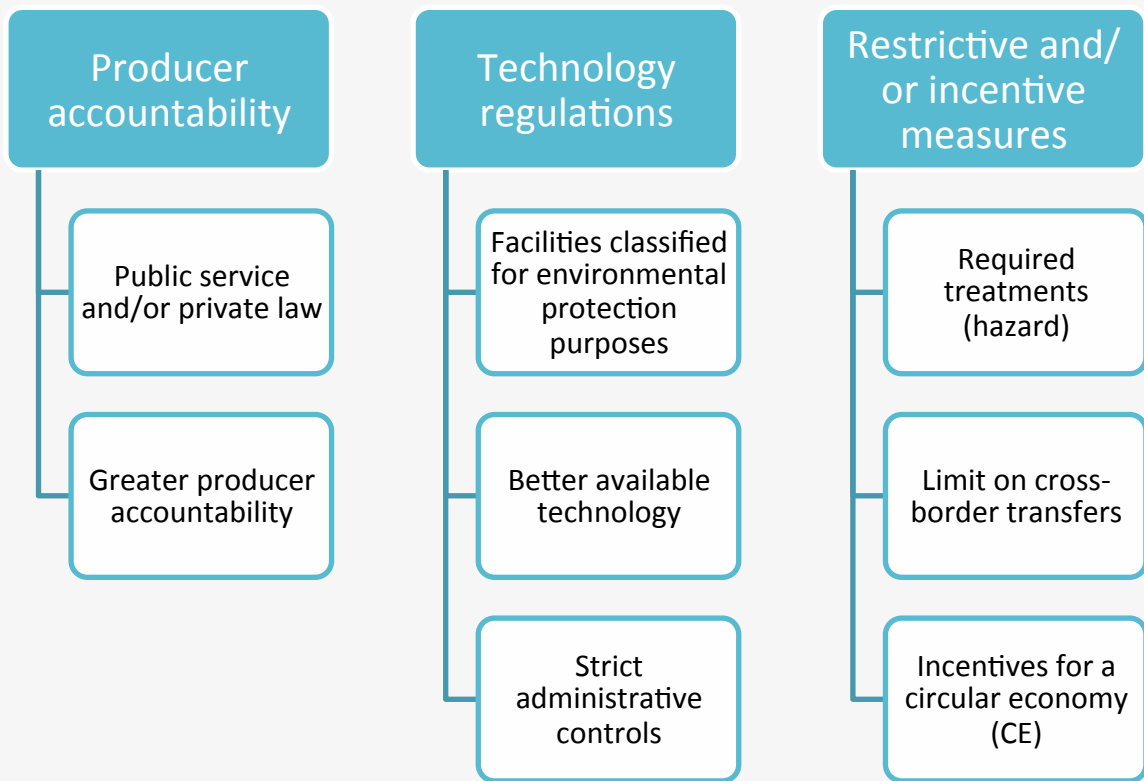 Producer
accountability
Public service
and/or private law
Greater producer
accountability
Technology
regulations
Facilities classified
for environmental
protection
purposes
Better available
technology
Strict
administrative
controls
Restrictive and/
or incentive
measures
Required
treatments
(hazard)
Limit on cross-
border transfers
Incentives for a
circular economy
(CE)